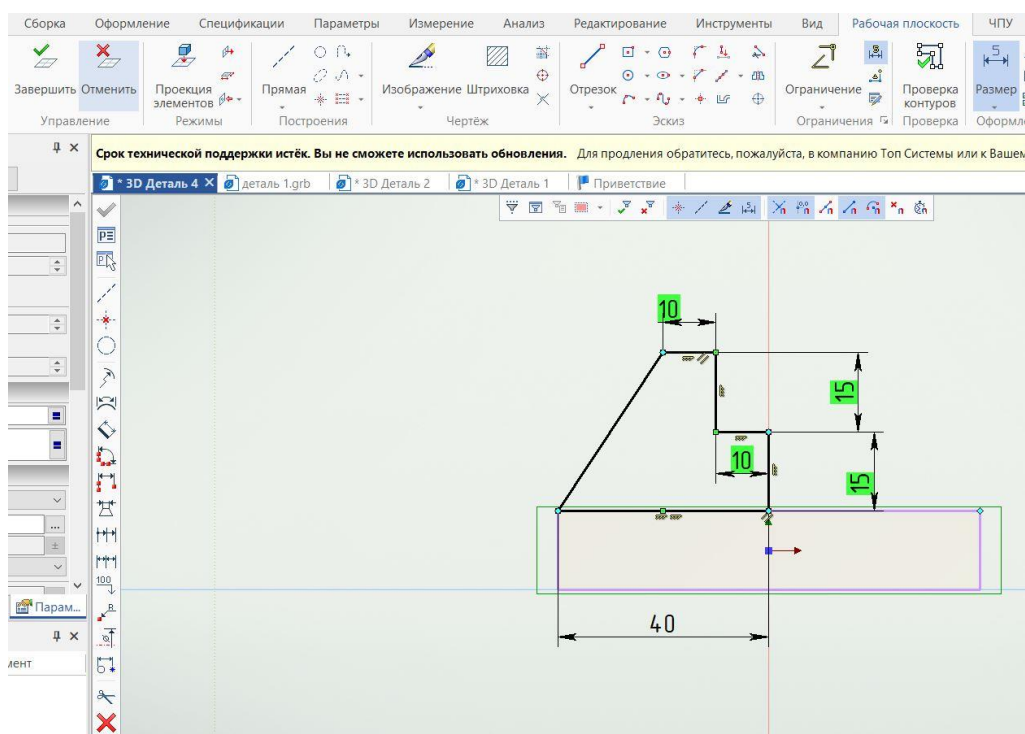 Сборка Оформление Спецификации Параметры Измерение Анализ Редактирование Инструменты Вид Рабочая плоскость ЧПУ
Завершить Отменить Проекция элементов Прямая Изображение Штриховка Отрезок Ограничение Проверка контуров Размер
Управление Режимы Построения Чертёж Эскиз Ограничения Проверка Оформл
Срок технической поддержки истёк. Вы не сможете использовать обновления. Для продления обратитесь, пожалуйста, в компанию Топ Системы или к Вашем
* 3D Деталь 4 деталь 1.grb * 3D Деталь 2 * 3D Деталь 1 Приветствие
10
15
10
15
100
Парам...
40
мент